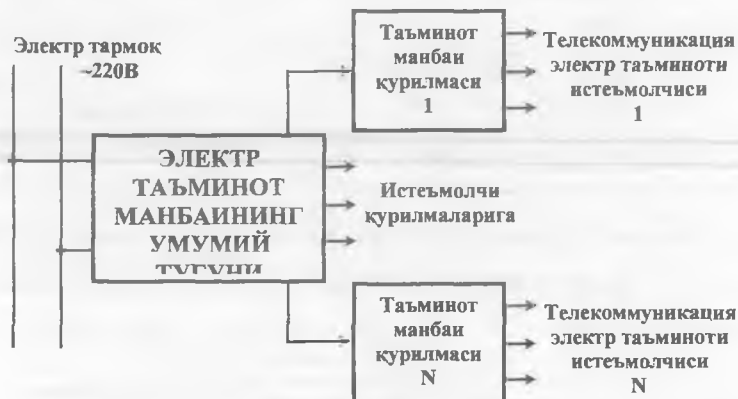 Электр тармоқ
~220В
ЭЛЕКТР
ТАЪМИНОТ
МАНБАИНИНГ
УМУМИЙ
ТУГУНИ
Таъминот
манбаи
қурилмаси
1
Телекоммуникация
электр таъминоти
истеъмолчиси
1
Истеъмолчи
қурилмаларига
Таъминот
манбаи
қурилмаси
N
Телекоммуникация
электр таъминоти
истеъмолчиси
N